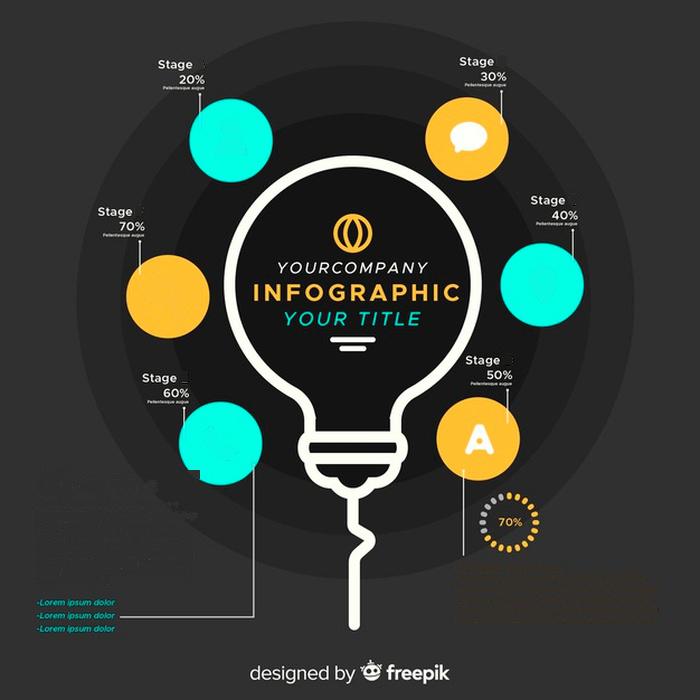 Stage
20%
Pellentesque augue
Stage
30%
Pellentesque augue
Stage
70%
Pellentesque augue
Stage
40%
Pellentesque augue
YOURCOMPANY
INFOGRAPHIC
YOUR TITLE
Stage
60%
Pellentesque augue
Stage
50%
Pellentesque augue
A
70%
-Lorem ipsum dolor
-Lorem ipsum dolor
-Lorem ipsum dolor
designed by freepik